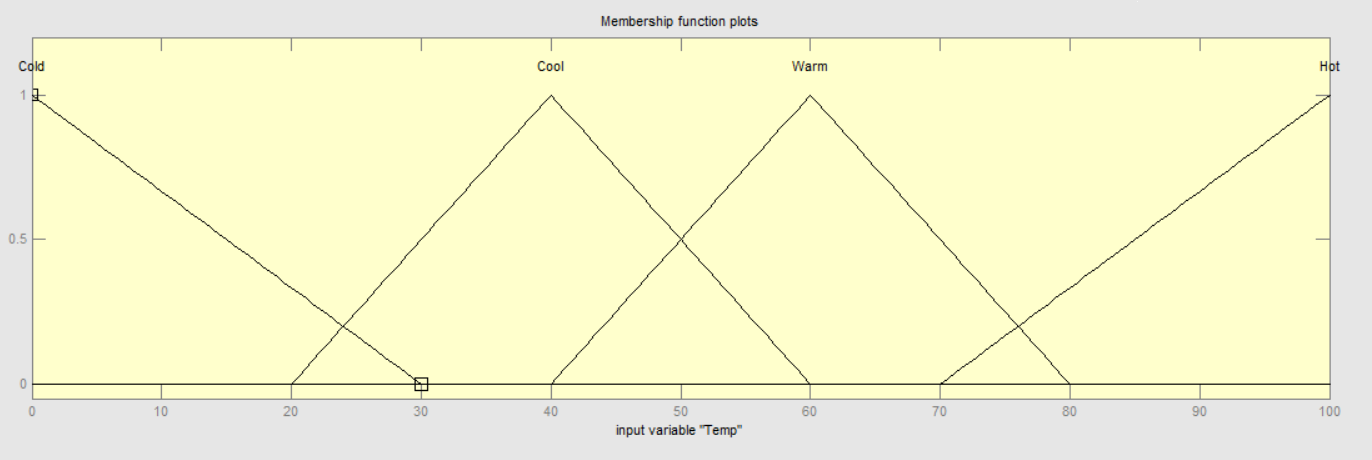 Membership function plots
Cold Cool Warm Hot
1
0.5
0
0 10 20 30 40 50 60 70 80 90 100
input variable "Temp"